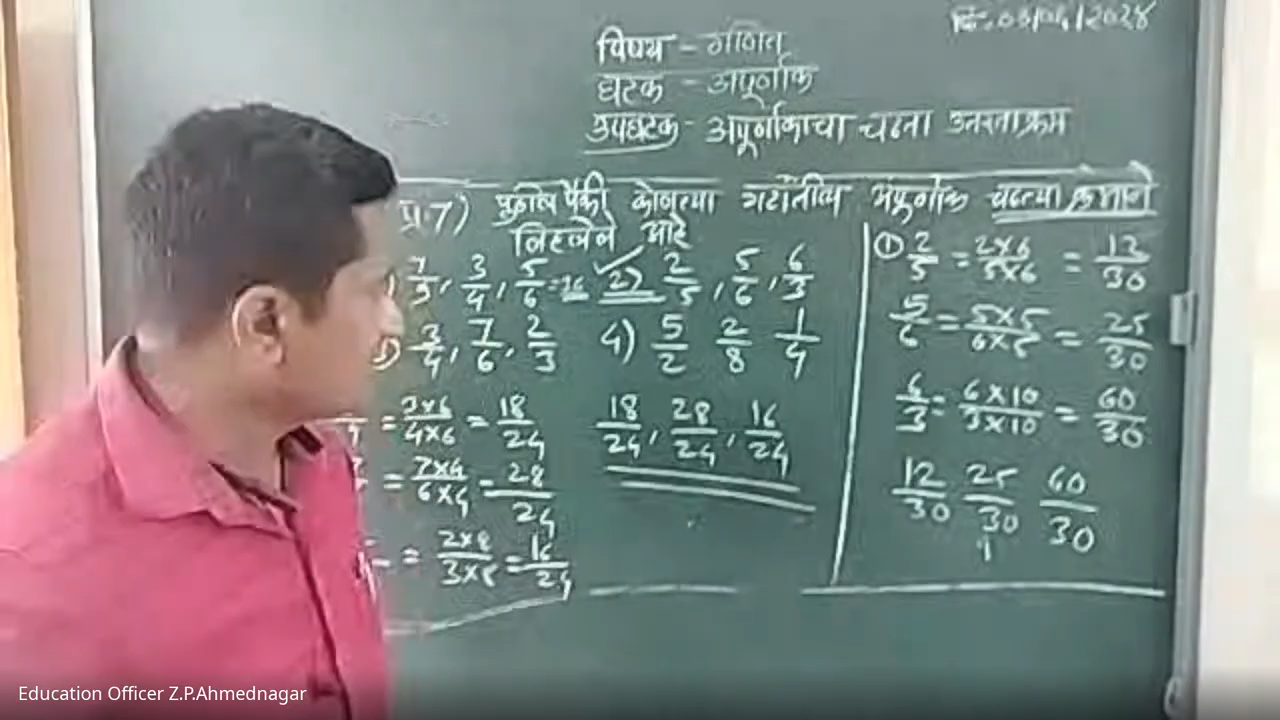 विषय - गणित
घटक - अपूर्णांक
उपघटक - अपूर्णांकाचा चढता उतरताक्रम
प्र.7) पुढीलपैकी कोणत्या गटातील अपूर्णांक चढत्या क्रमाने
लिहलेले आहे
3/4, 5/6 2) 2/5, 5/6, 6/3
3/4, 7/6, 2/3 4) 5/2 2/8 1/4
= 3×6/4×6 = 18/24 18/24, 28/24, 16/24
= 7×4/6×4 = 28/24
= 2×8/3×8 = 16/24
① 2/5 = 2×6/5×6 = 12/30
5/6 = 5×5/6×5 = 25/30
6/3 = 6×10/3×10 = 60/30
12/30 25/30 60/30
Education Officer Z.P.Ahmednagar